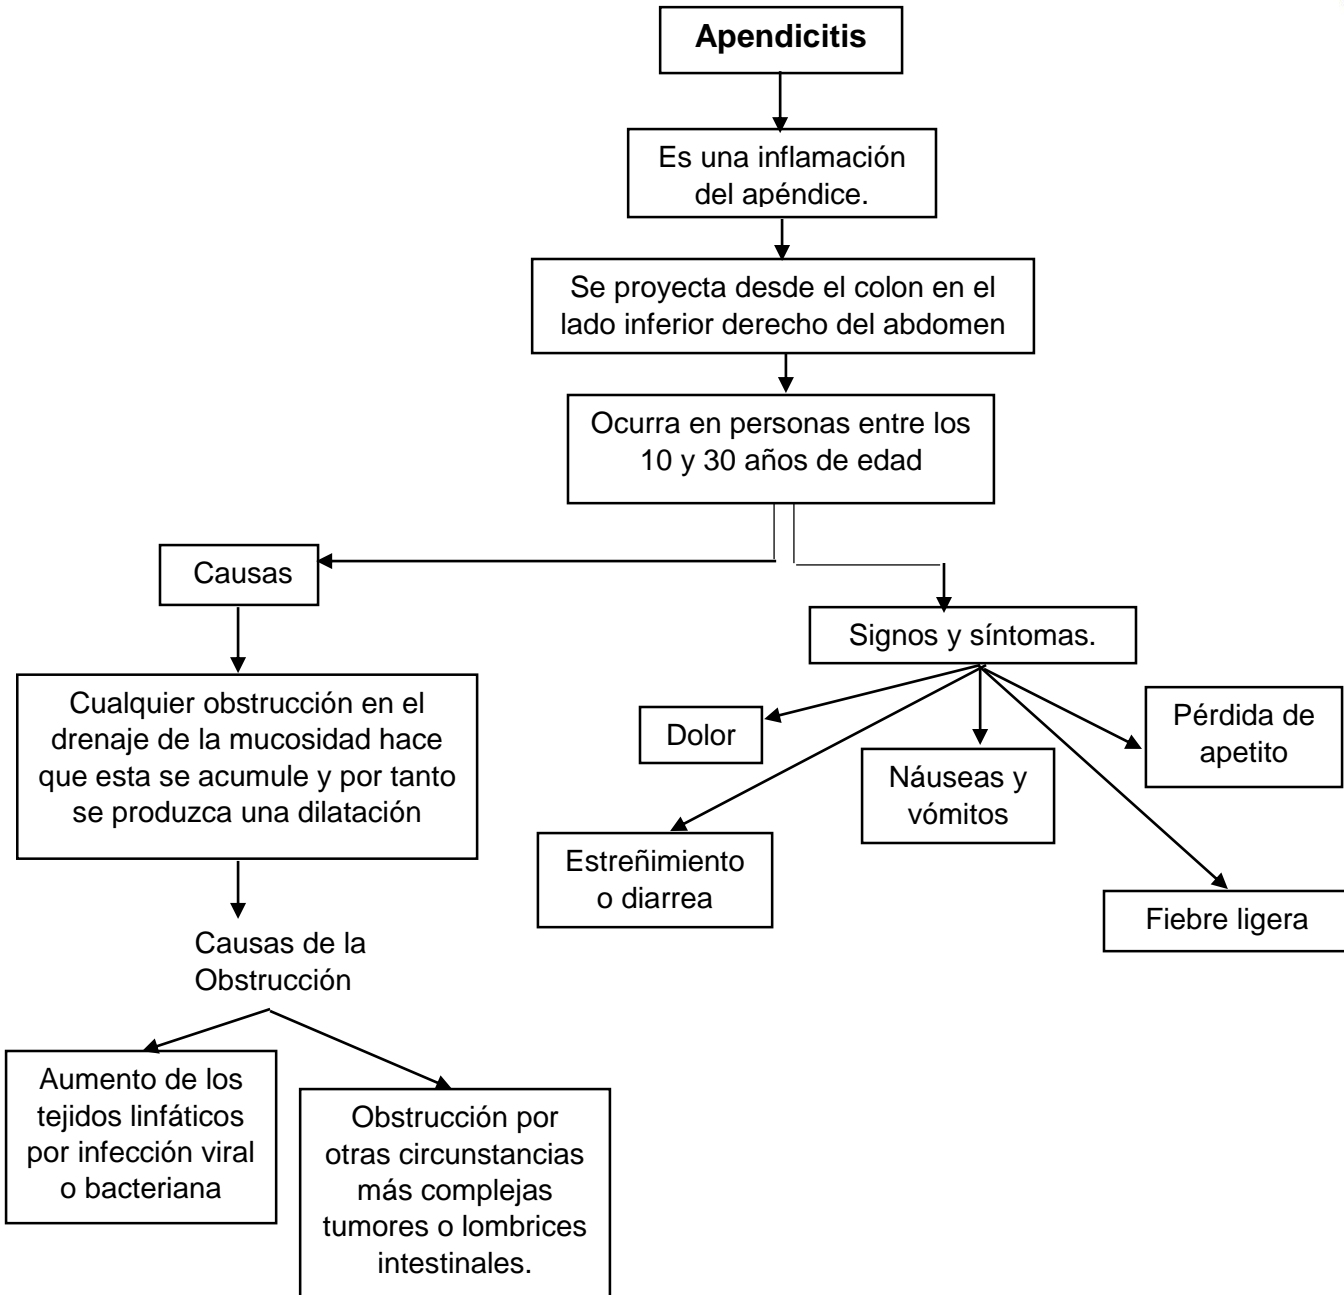 Apendicitis
Es una inflamación
del apéndice.
Se proyecta desde el colon en el
lado inferior derecho del abdomen
Ocurra en personas entre los
10 y 30 años de edad
Causas
Cualquier obstrucción en el
drenaje de la mucosidad hace
que esta se acumule y por tanto
se produzca una dilatación
Causas de la
Obstrucción
Aumento de los
tejidos linfáticos
por infección viral
o bacteriana
Obstrucción por
otras circunstancias
más complejas
tumores o lombrices
intestinales.
Signos y síntomas.
Dolor
Estreñimiento
o diarrea
Náuseas y
vómitos
Pérdida de
apetito
Fiebre ligera